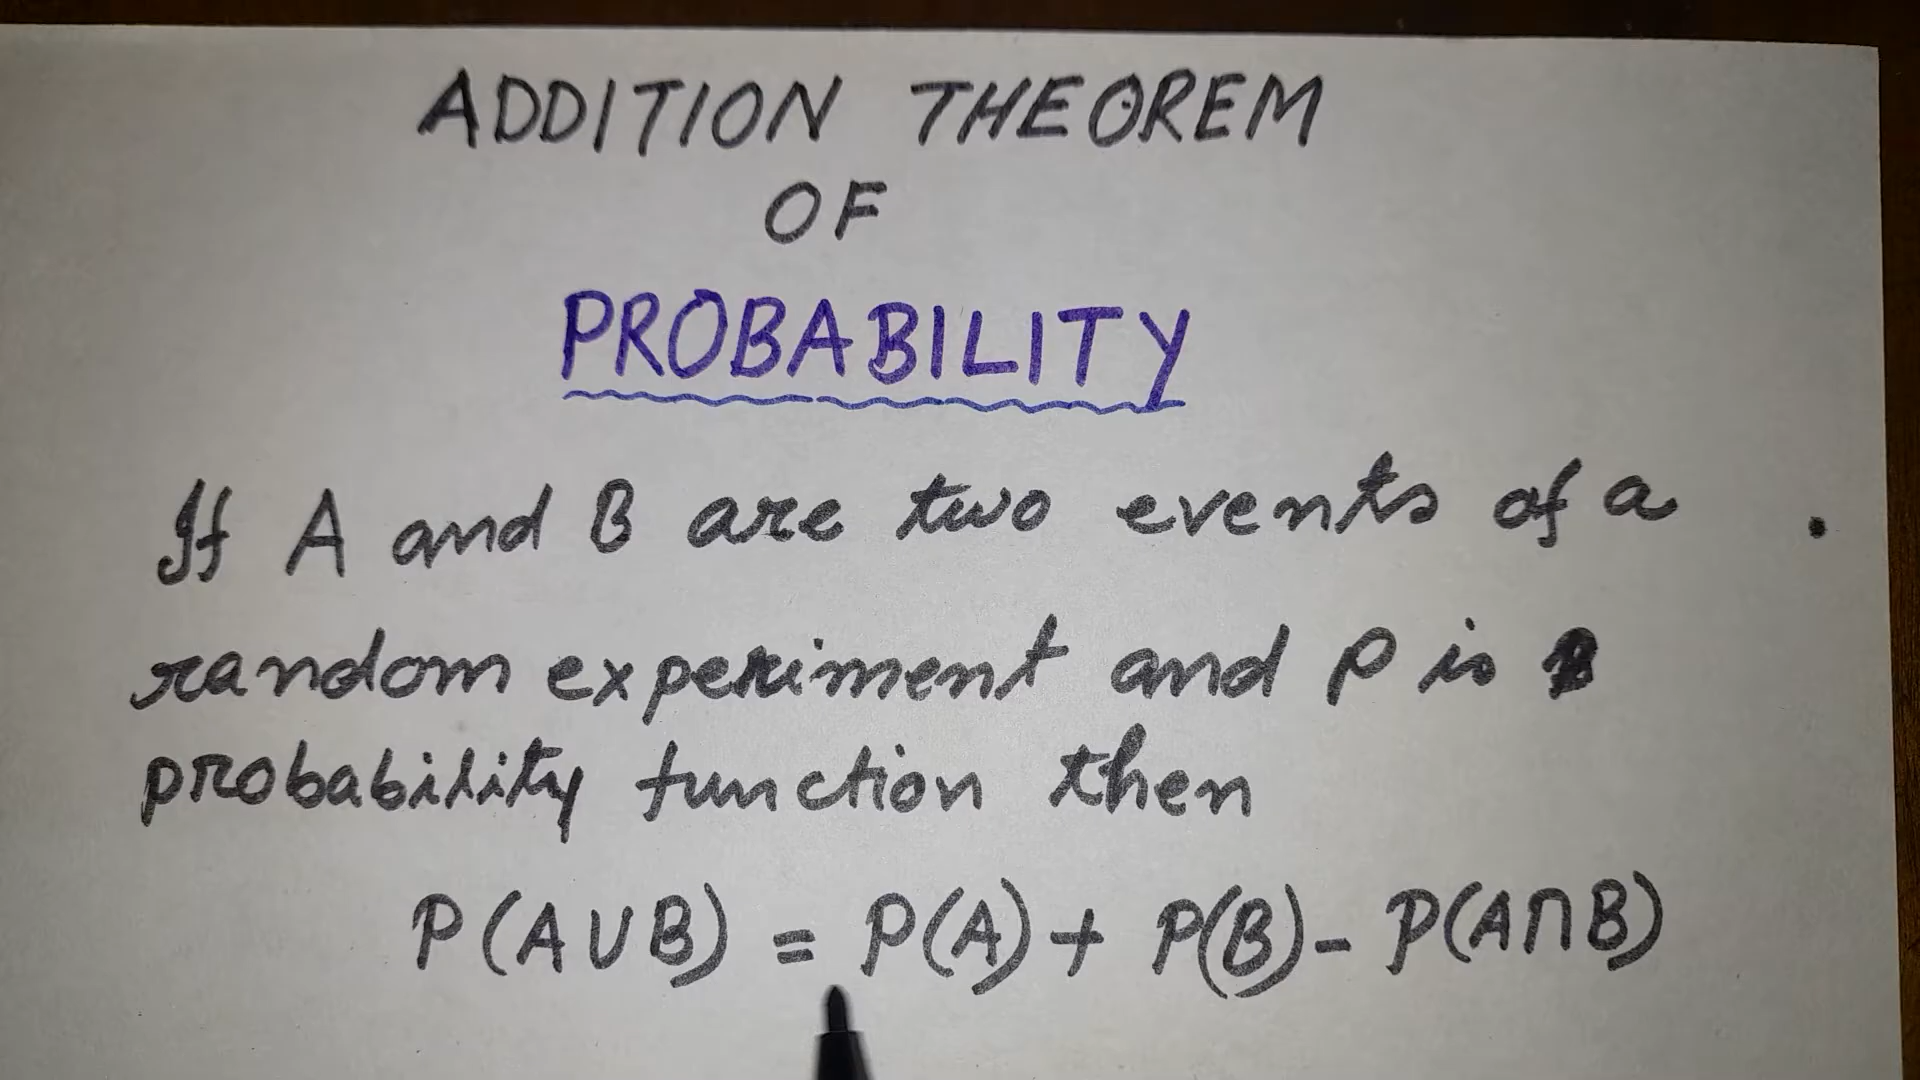 ADDITION THEOREM
OF
PROBABILITY
If A and B are two events of a
random experiment and P is
probability function then
P(A∪B) = P(A) + P(B) - P(A∩B)